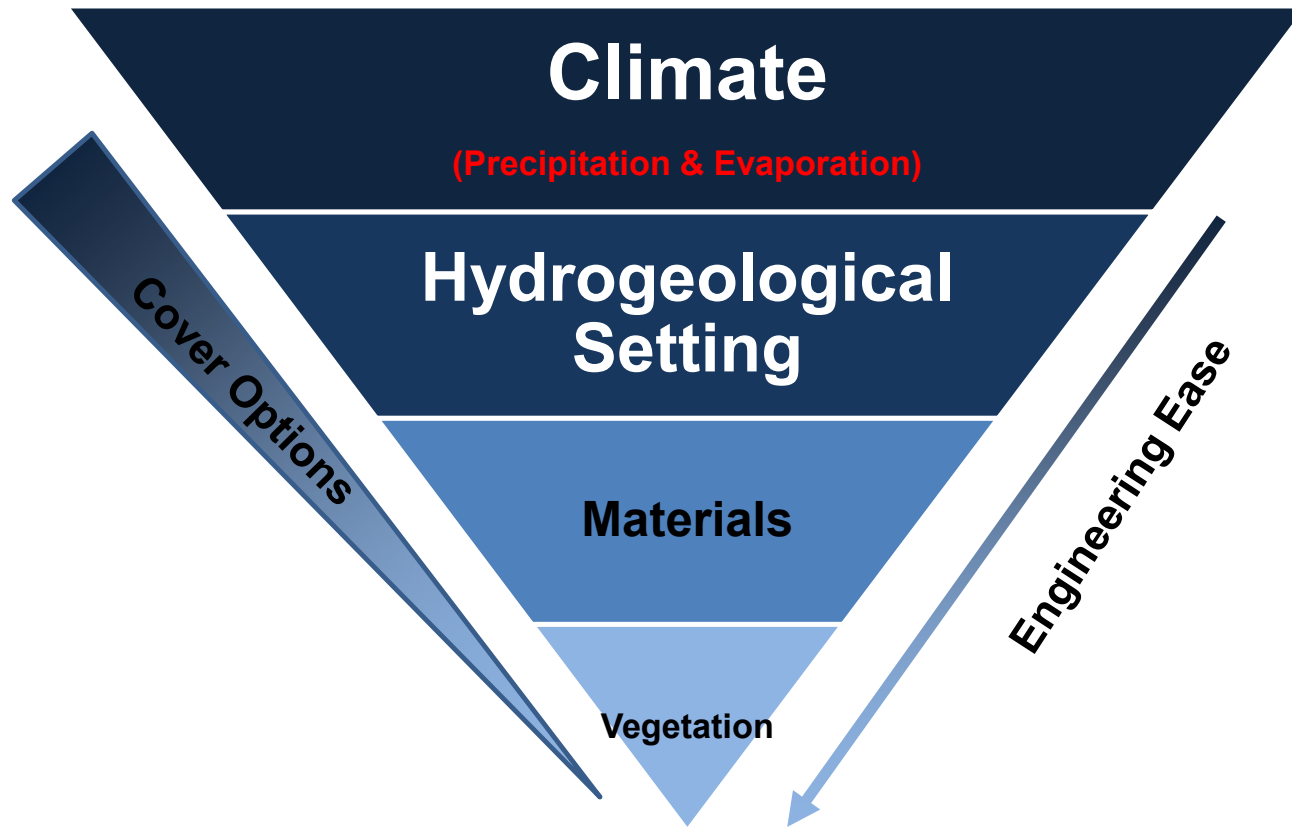 Climate
(Precipitation & Evaporation)
Hydrogeological
Setting
Materials
Vegetation
Cover Options
Engineering Ease